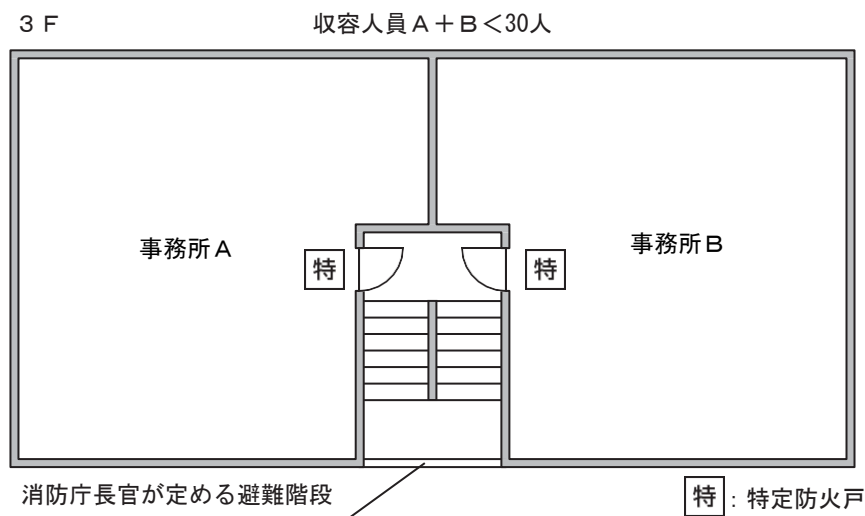 3F 収容人員A+B<30人
事務所A
事務所B
特
特
消防庁長官が定める避難階段
特:特定防火戸